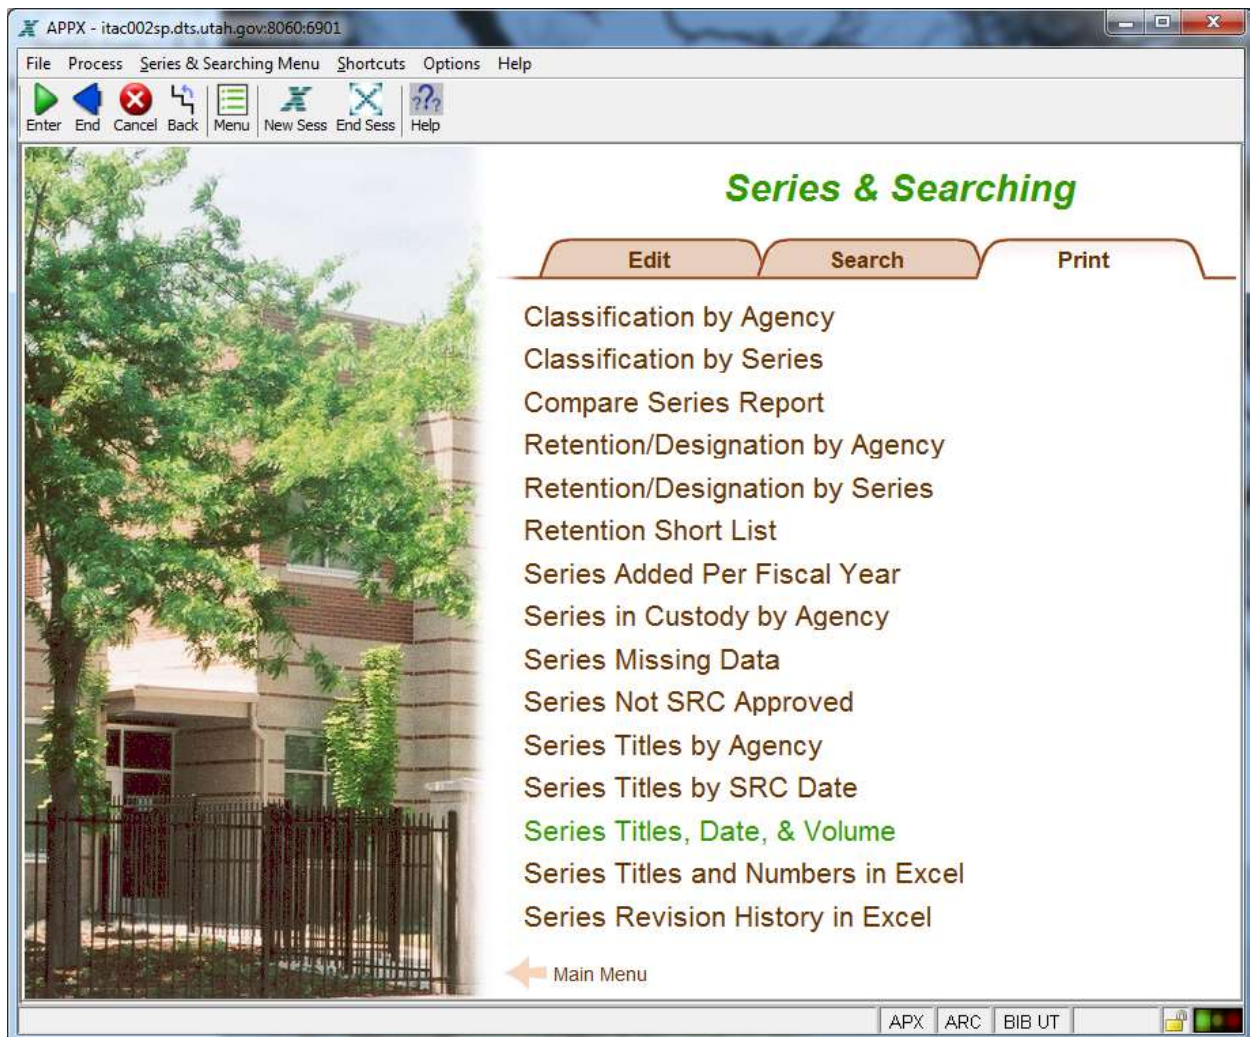 APPX - itac002sp.dts.utah.gov:8060:6901
File Process Series & Searching Menu Shortcuts Options Help
Enter End Cancel Back Menu New Sess End Sess Help
Series & Searching
Edit Search Print
Classification by Agency
Classification by Series
Compare Series Report
Retention/Designation by Agency
Retention/Designation by Series
Retention Short List
Series Added Per Fiscal Year
Series in Custody by Agency
Series Missing Data
Series Not SRC Approved
Series Titles by Agency
Series Titles by SRC Date
Series Titles, Date, & Volume
Series Titles and Numbers in Excel
Series Revision History in Excel
Main Menu
APX ARC BIB UT